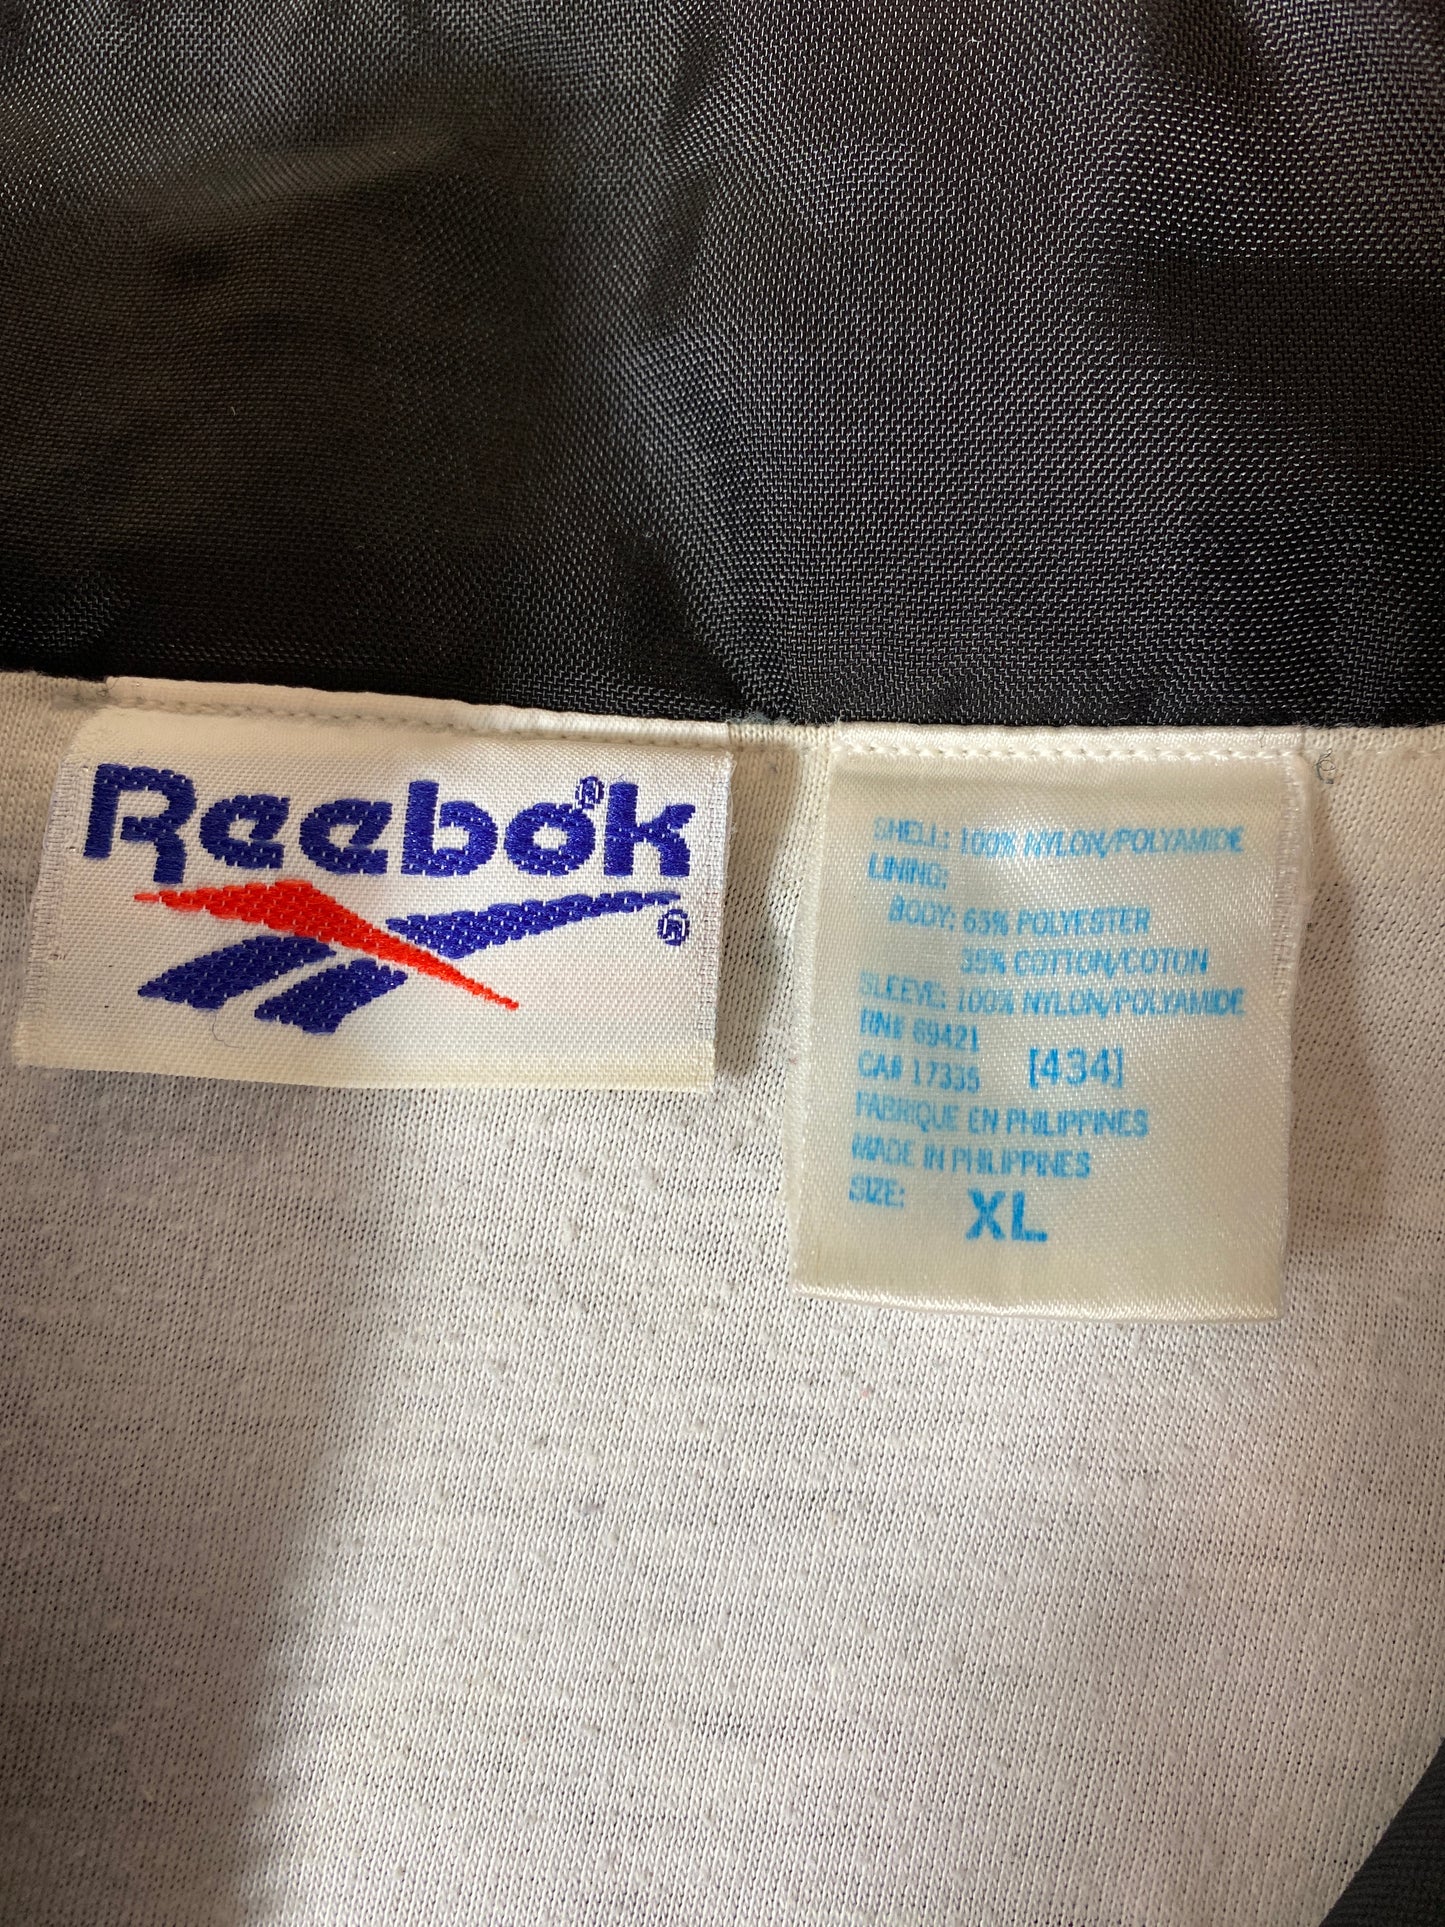 Reebok®
®
SHELL: 100% NYLON/POLYAMIDE
LINING:
BODY: 65% POLYESTER
35% COTTON/COTON
SLEEVE: 100% NYLON/POLYAMIDE
RN# 69421
CA# 17335 [434]
FABRIQUE EN PHILIPPINES
MADE IN PHILIPPINES
SIZE: XL